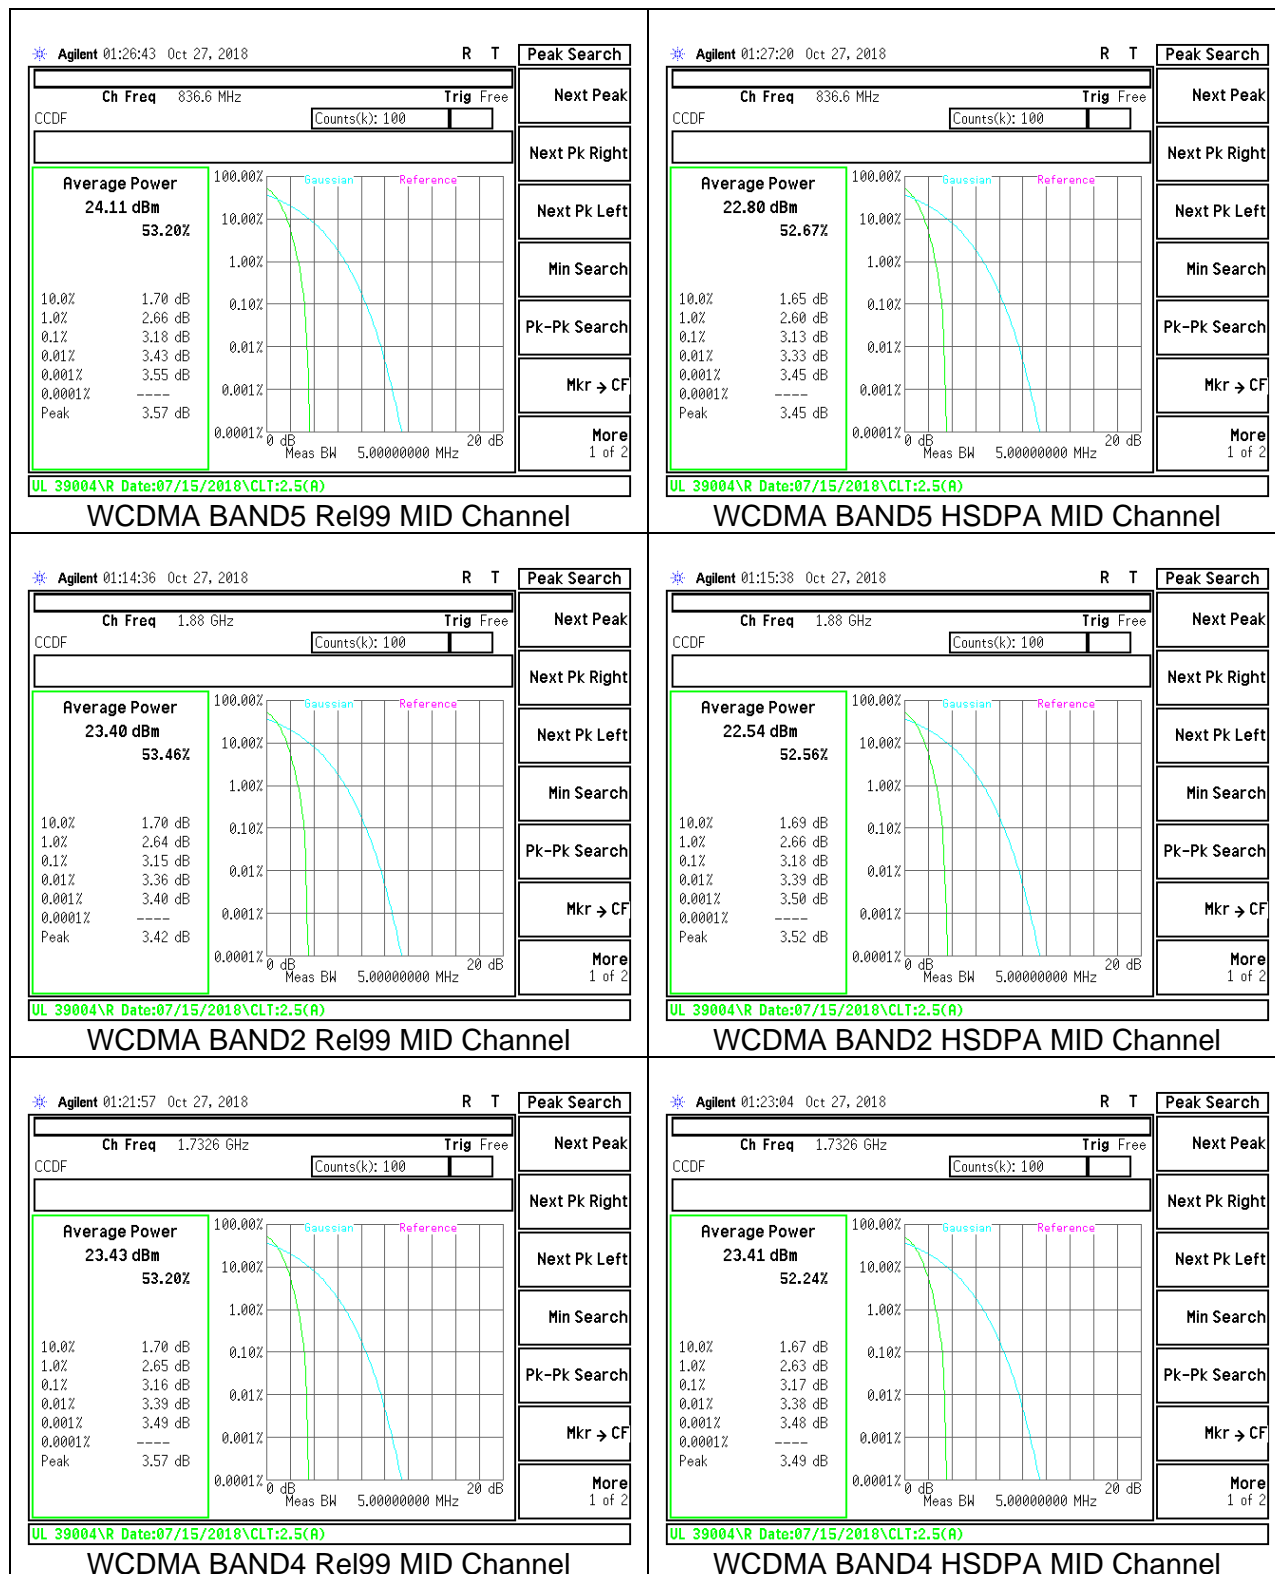 Agilent 01:26:43 Oct 27, 2018 R T Peak Search
Ch Freq 836.6 MHz Trig Free
CCDF Counts(k): 100
Average Power
24.11 dBm
53.20%
10.0% 1.70 dB
1.0% 2.66 dB
0.1% 3.18 dB
0.01% 3.43 dB
0.001% 3.55 dB
0.0001% ----
Peak 3.57 dB
Gaussian Reference
100.00%
10.00%
1.00%
0.10%
0.01%
0.001%
0.0001%
0 dB 20 dB
Meas BW 5.00000000 MHz
Next Peak
Next Pk Right
Next Pk Left
Min Search
Pk-Pk Search
Mkr → CF
More
1 of 2
UL 39004\R Date:07/15/2018\CLT:2.5(A)
WCDMA BAND5 Rel99 MID Channel
Agilent 01:27:20 Oct 27, 2018 R T Peak Search
Ch Freq 836.6 MHz Trig Free
CCDF Counts(k): 100
Average Power
22.80 dBm
52.67%
10.0% 1.65 dB
1.0% 2.60 dB
0.1% 3.13 dB
0.01% 3.33 dB
0.001% 3.45 dB
0.0001% ----
Peak 3.45 dB
Gaussian Reference
100.00%
10.00%
1.00%
0.10%
0.01%
0.001%
0.0001%
0 dB 20 dB
Meas BW 5.00000000 MHz
Next Peak
Next Pk Right
Next Pk Left
Min Search
Pk-Pk Search
Mkr → CF
More
1 of 2
UL 39004\R Date:07/15/2018\CLT:2.5(A)
WCDMA BAND5 HSDPA MID Channel
Agilent 01:14:36 Oct 27, 2018 R T Peak Search
Ch Freq 1.88 GHz Trig Free
CCDF Counts(k): 100
Average Power
23.40 dBm
53.46%
10.0% 1.70 dB
1.0% 2.64 dB
0.1% 3.15 dB
0.01% 3.36 dB
0.001% 3.40 dB
0.0001% ----
Peak 3.42 dB
Gaussian Reference
100.00%
10.00%
1.00%
0.10%
0.01%
0.001%
0.0001%
0 dB 20 dB
Meas BW 5.00000000 MHz
Next Peak
Next Pk Right
Next Pk Left
Min Search
Pk-Pk Search
Mkr → CF
More
1 of 2
UL 39004\R Date:07/15/2018\CLT:2.5(A)
WCDMA BAND2 Rel99 MID Channel
Agilent 01:15:38 Oct 27, 2018 R T Peak Search
Ch Freq 1.88 GHz Trig Free
CCDF Counts(k): 100
Average Power
22.54 dBm
52.56%
10.0% 1.69 dB
1.0% 2.66 dB
0.1% 3.18 dB
0.01% 3.39 dB
0.001% 3.50 dB
0.0001% ----
Peak 3.52 dB
Gaussian Reference
100.00%
10.00%
1.00%
0.10%
0.01%
0.001%
0.0001%
0 dB 20 dB
Meas BW 5.00000000 MHz
Next Peak
Next Pk Right
Next Pk Left
Min Search
Pk-Pk Search
Mkr → CF
More
1 of 2
UL 39004\R Date:07/15/2018\CLT:2.5(A)
WCDMA BAND2 HSDPA MID Channel
Agilent 01:21:57 Oct 27, 2018 R T Peak Search
Ch Freq 1.7326 GHz Trig Free
CCDF Counts(k): 100
Average Power
23.43 dBm
53.20%
10.0% 1.70 dB
1.0% 2.65 dB
0.1% 3.16 dB
0.01% 3.39 dB
0.001% 3.49 dB
0.0001% ----
Peak 3.57 dB
Gaussian Reference
100.00%
10.00%
1.00%
0.10%
0.01%
0.001%
0.0001%
0 dB 20 dB
Meas BW 5.00000000 MHz
Next Peak
Next Pk Right
Next Pk Left
Min Search
Pk-Pk Search
Mkr → CF
More
1 of 2
UL 39004\R Date:07/15/2018\CLT:2.5(A)
WCDMA BAND4 Rel99 MID Channel
Agilent 01:23:04 Oct 27, 2018 R T Peak Search
Ch Freq 1.7326 GHz Trig Free
CCDF Counts(k): 100
Average Power
23.41 dBm
52.24%
10.0% 1.67 dB
1.0% 2.63 dB
0.1% 3.17 dB
0.01% 3.38 dB
0.001% 3.48 dB
0.0001% ----
Peak 3.49 dB
Gaussian Reference
100.00%
10.00%
1.00%
0.10%
0.01%
0.001%
0.0001%
0 dB 20 dB
Meas BW 5.00000000 MHz
Next Peak
Next Pk Right
Next Pk Left
Min Search
Pk-Pk Search
Mkr → CF
More
1 of 2
UL 39004\R Date:07/15/2018\CLT:2.5(A)
WCDMA BAND4 HSDPA MID Channel